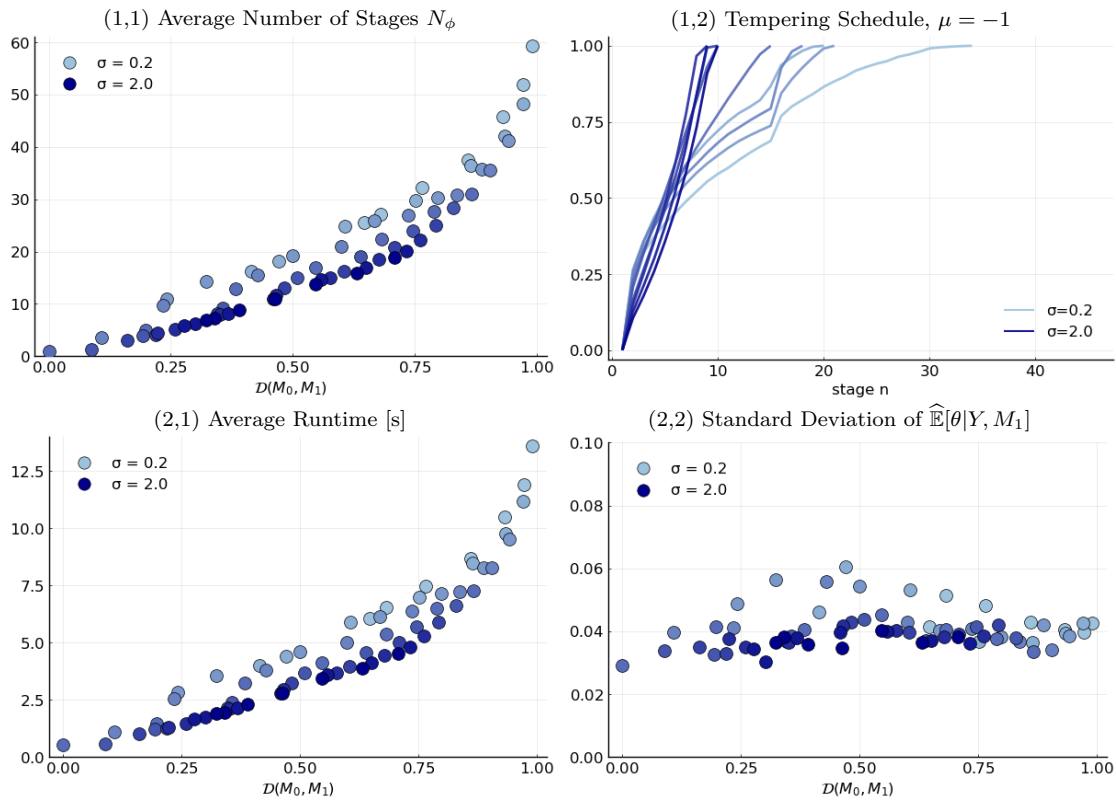 (1,1) Average Number of Stages N_ϕ
60
50
40
30
20
10
0
σ = 0.2
σ = 2.0
0.00 0.25 0.50 0.75 1.00
𝒟(M₀, M₁)
(1,2) Tempering Schedule, μ = −1
1.00
0.75
0.50
0.25
0.00
σ=0.2
σ=2.0
0 10 20 30 40
stage n
(2,1) Average Runtime [s]
12.5
10.0
7.5
5.0
2.5
0.0
σ = 0.2
σ = 2.0
0.00 0.25 0.50 0.75 1.00
𝒟(M₀, M₁)
(2,2) Standard Deviation of 𝔼̂[θ|Y, M₁]
0.10
0.08
0.06
0.04
0.02
0.00
σ = 0.2
σ = 2.0
0.00 0.25 0.50 0.75 1.00
𝒟(M₀, M₁)